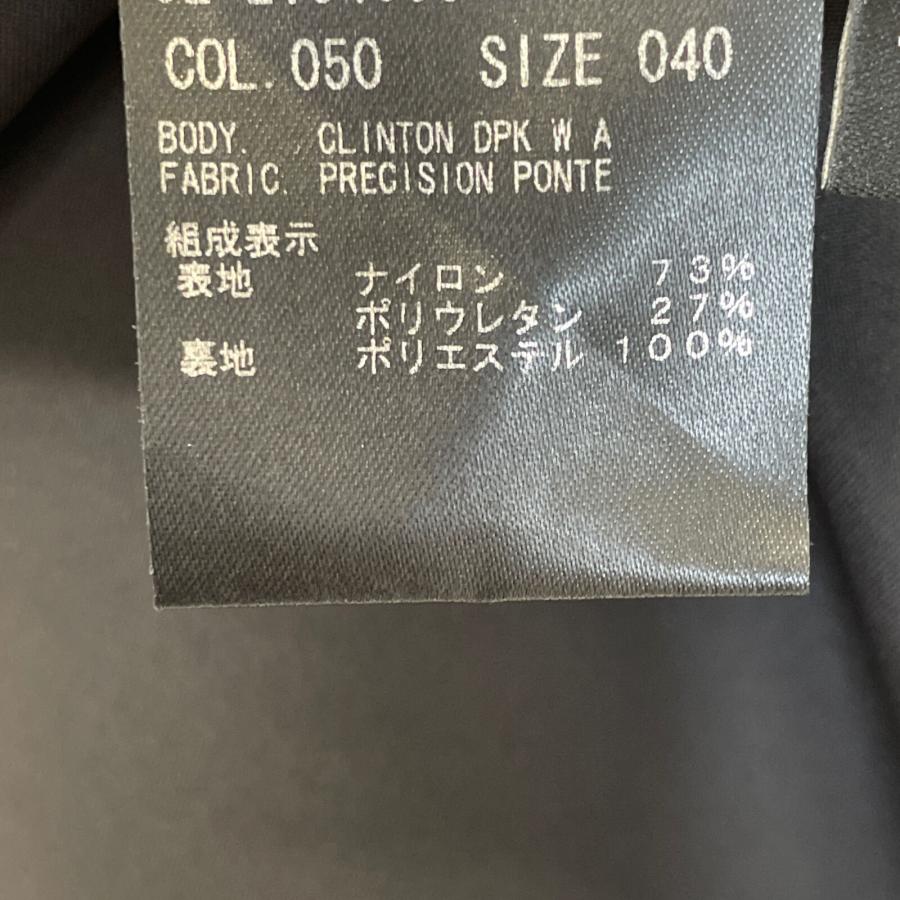 COL. 050 SIZE 040
BODY. CLINTON DPK W A
FABRIC. PRECISION PONTE
組成表示
表地 ナイロン 73%
ポリウレタン 27%
裏地 ポリエステル 100%